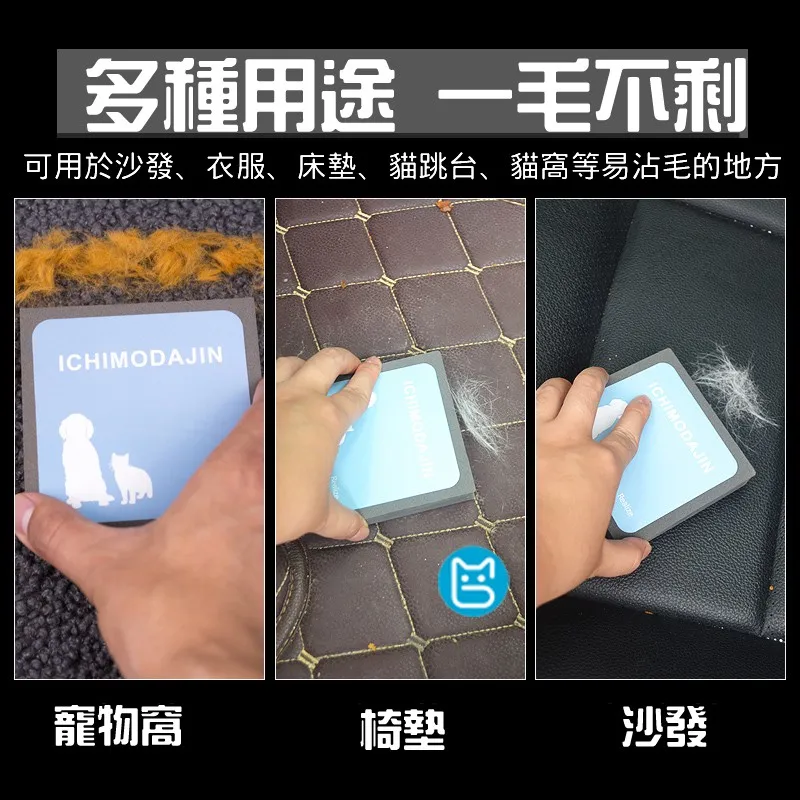 多種用途 一毛不剩
可用於沙發、衣服、床墊、貓跳台、貓窩等易沾毛的地方
ICHIMODAJIN
ICHIMODAJIN
ICHIMODAJIN
寵物窩
椅墊
沙發